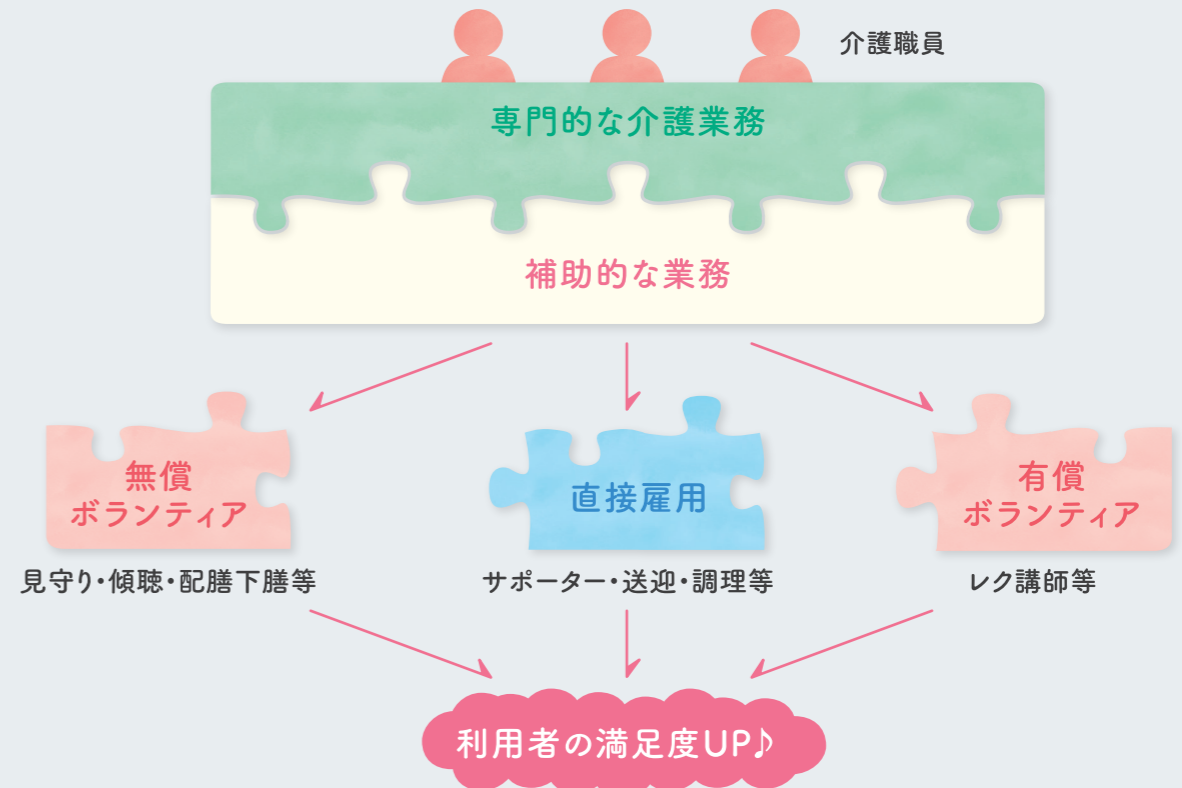 介護職員
専門的な介護業務
補助的な業務
無償
ボランティア
直接雇用
有償
ボランティア
見守り・傾聴・配膳下膳等
サポーター・送迎・調理等
レク講師等
利用者の満足度UP♪